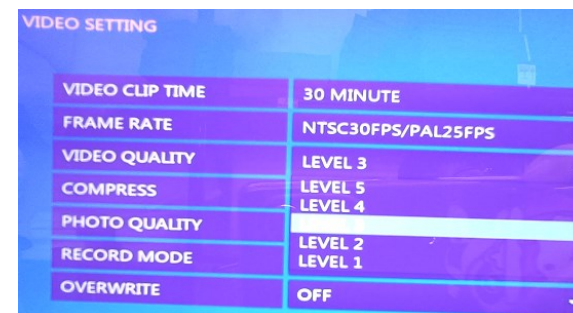 VIDEO SETTING
VIDEO CLIP TIME 30 MINUTE
FRAME RATE NTSC30FPS/PAL25FPS
VIDEO QUALITY LEVEL 3
COMPRESS LEVEL 5
LEVEL 4
PHOTO QUALITY
LEVEL 2
RECORD MODE LEVEL 1
OVERWRITE OFF